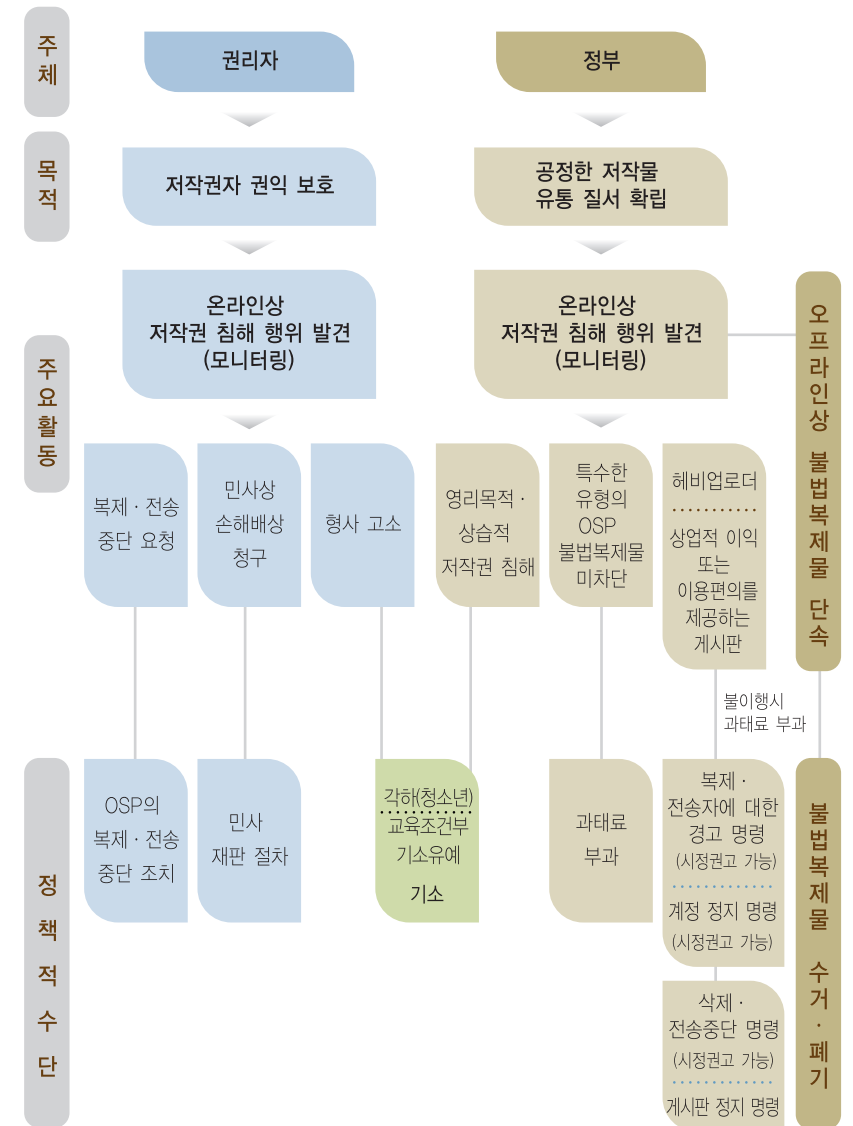 주
체
권리자
정부
목
적
저작권자 권익 보호
공정한 저작물
유통 질서 확립
주
요
활
동
온라인상
저작권 침해 행위 발견
(모니터링)
온라인상
저작권 침해 행위 발견
(모니터링)
오프라인상 불법복제물 단속
복제 · 전송
중단 요청
민사상
손해배상
청구
형사 고소
영리목적 ·
상습적
저작권 침해
특수한
유형의
OSP
불법복제물
미차단
헤비업로더
상업적 이익
또는
이용편의를
제공하는
게시판
불이행시
과태료 부과
정
책
적
수
단
OSP의
복제 · 전송
중단 조치
민사
재판 절차
각하(청소년)
교육조건부
기소유예
기소
과태료
부과
복제 ·
전송자에 대한
경고 명령
(시정권고 가능)
계정 정지 명령
(시정권고 가능)
삭제 ·
전송중단 명령
(시정권고 가능)
게시판 정지 명령
불법복제물 수거 · 폐기